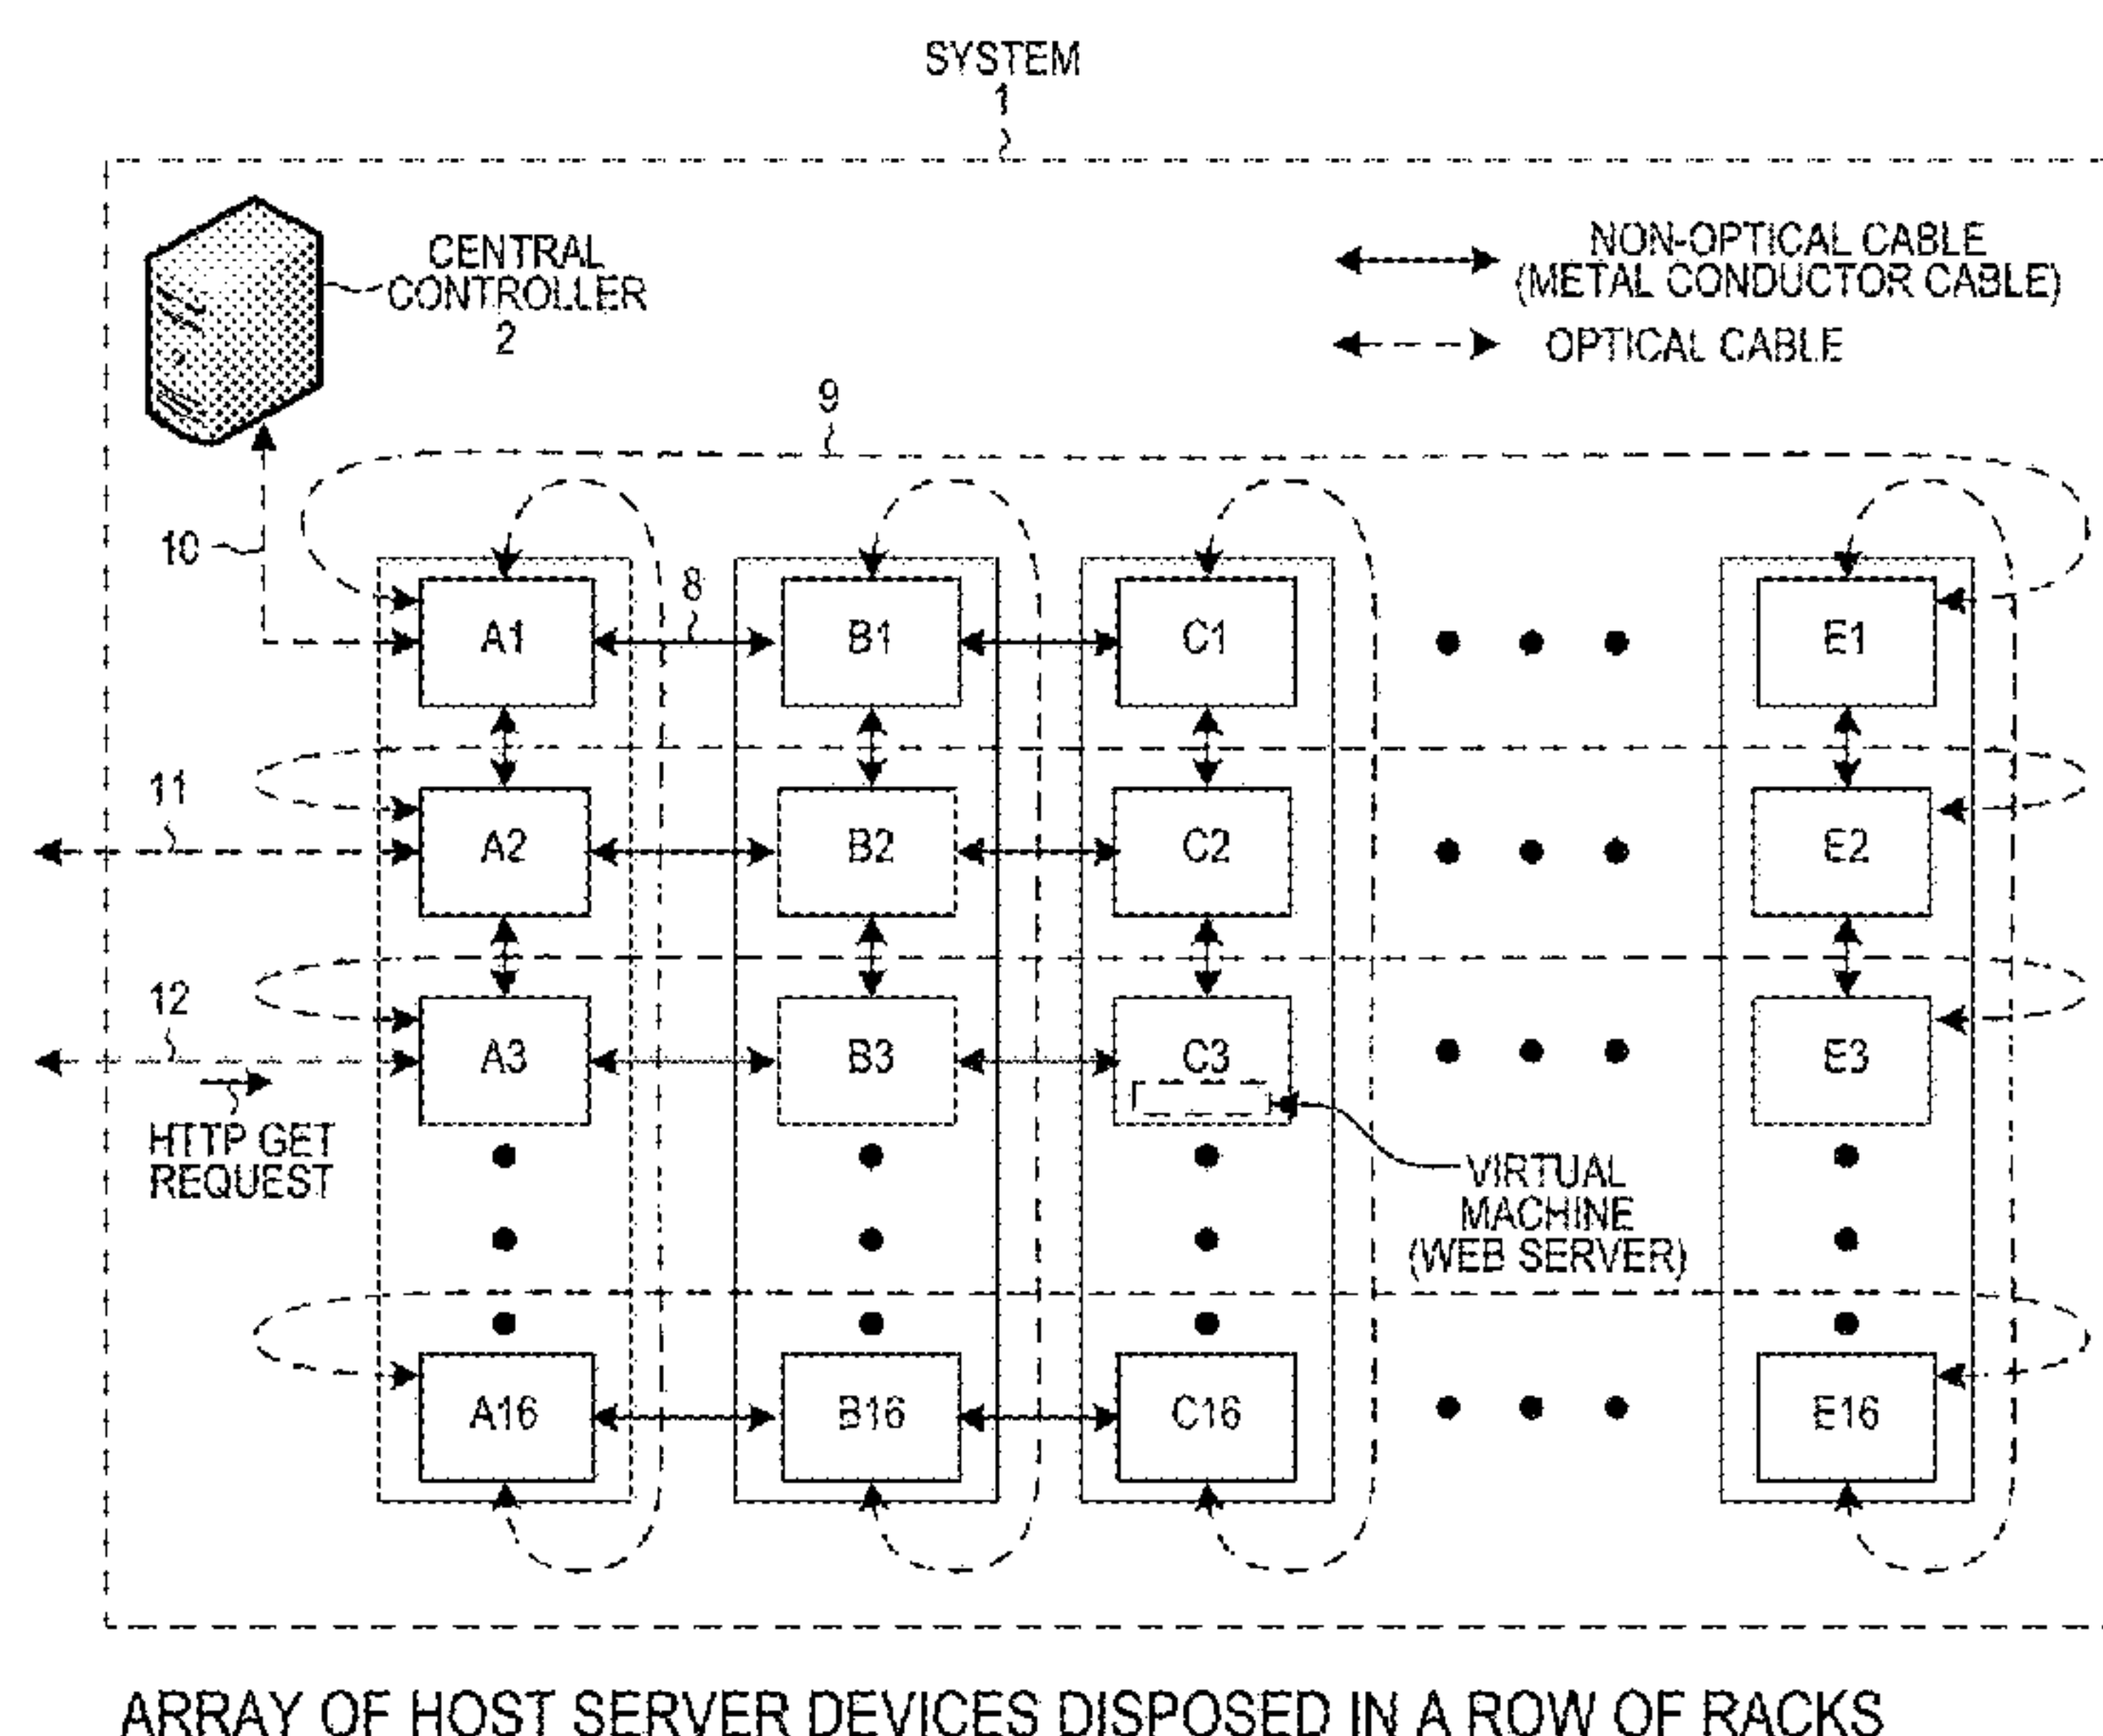 SYSTEM
1
CENTRAL
CONTROLLER
2
NON-OPTICAL CABLE
(METAL CONDUCTOR CABLE)
OPTICAL CABLE
9
10
8
A1
B1
C1
E1
11
A2
B2
C2
E2
12
A3
B3
C3
E3
HTTP GET
REQUEST
VIRTUAL
MACHINE
(WEB SERVER)
A16
B16
C16
E16
ARRAY OF HOST SERVER DEVICES DISPOSED IN A ROW OF RACKS